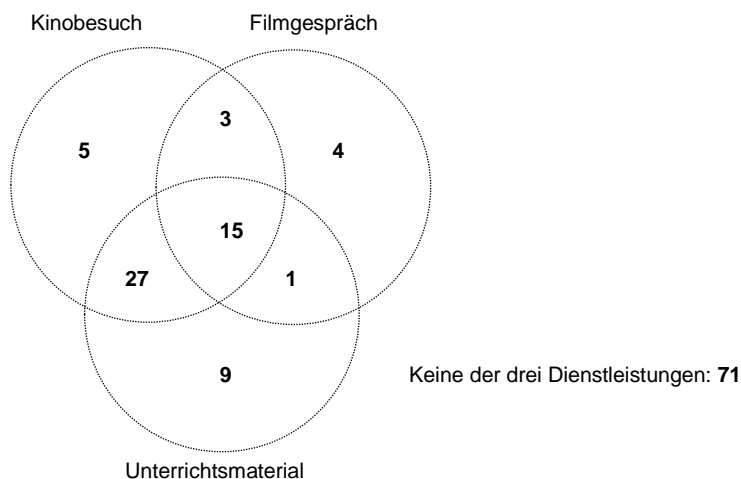 Kinobesuch Filmgespräch
3
5 4
15
27 1
9 Keine der drei Dienstleistungen: 71
Unterrichtsmaterial